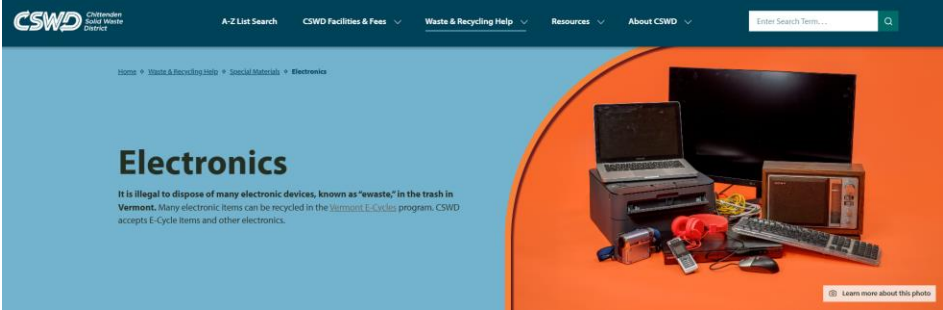 CSWD Chittenden
Solid Waste
District
A-Z List Search CSWD Facilities & Fees Waste & Recycling Help Resources About CSWD Enter Search Term....
Home Waste & Recycling Help Special Materials Electronics
Electronics
It is illegal to dispose of many electronic devices, known as “ewaste,” in the trash in
Vermont. Many electronic items can be recycled in the Vermont E-Cycles program. CSWD
accepts E-Cycle items and other electronics.
Learn more about this photo